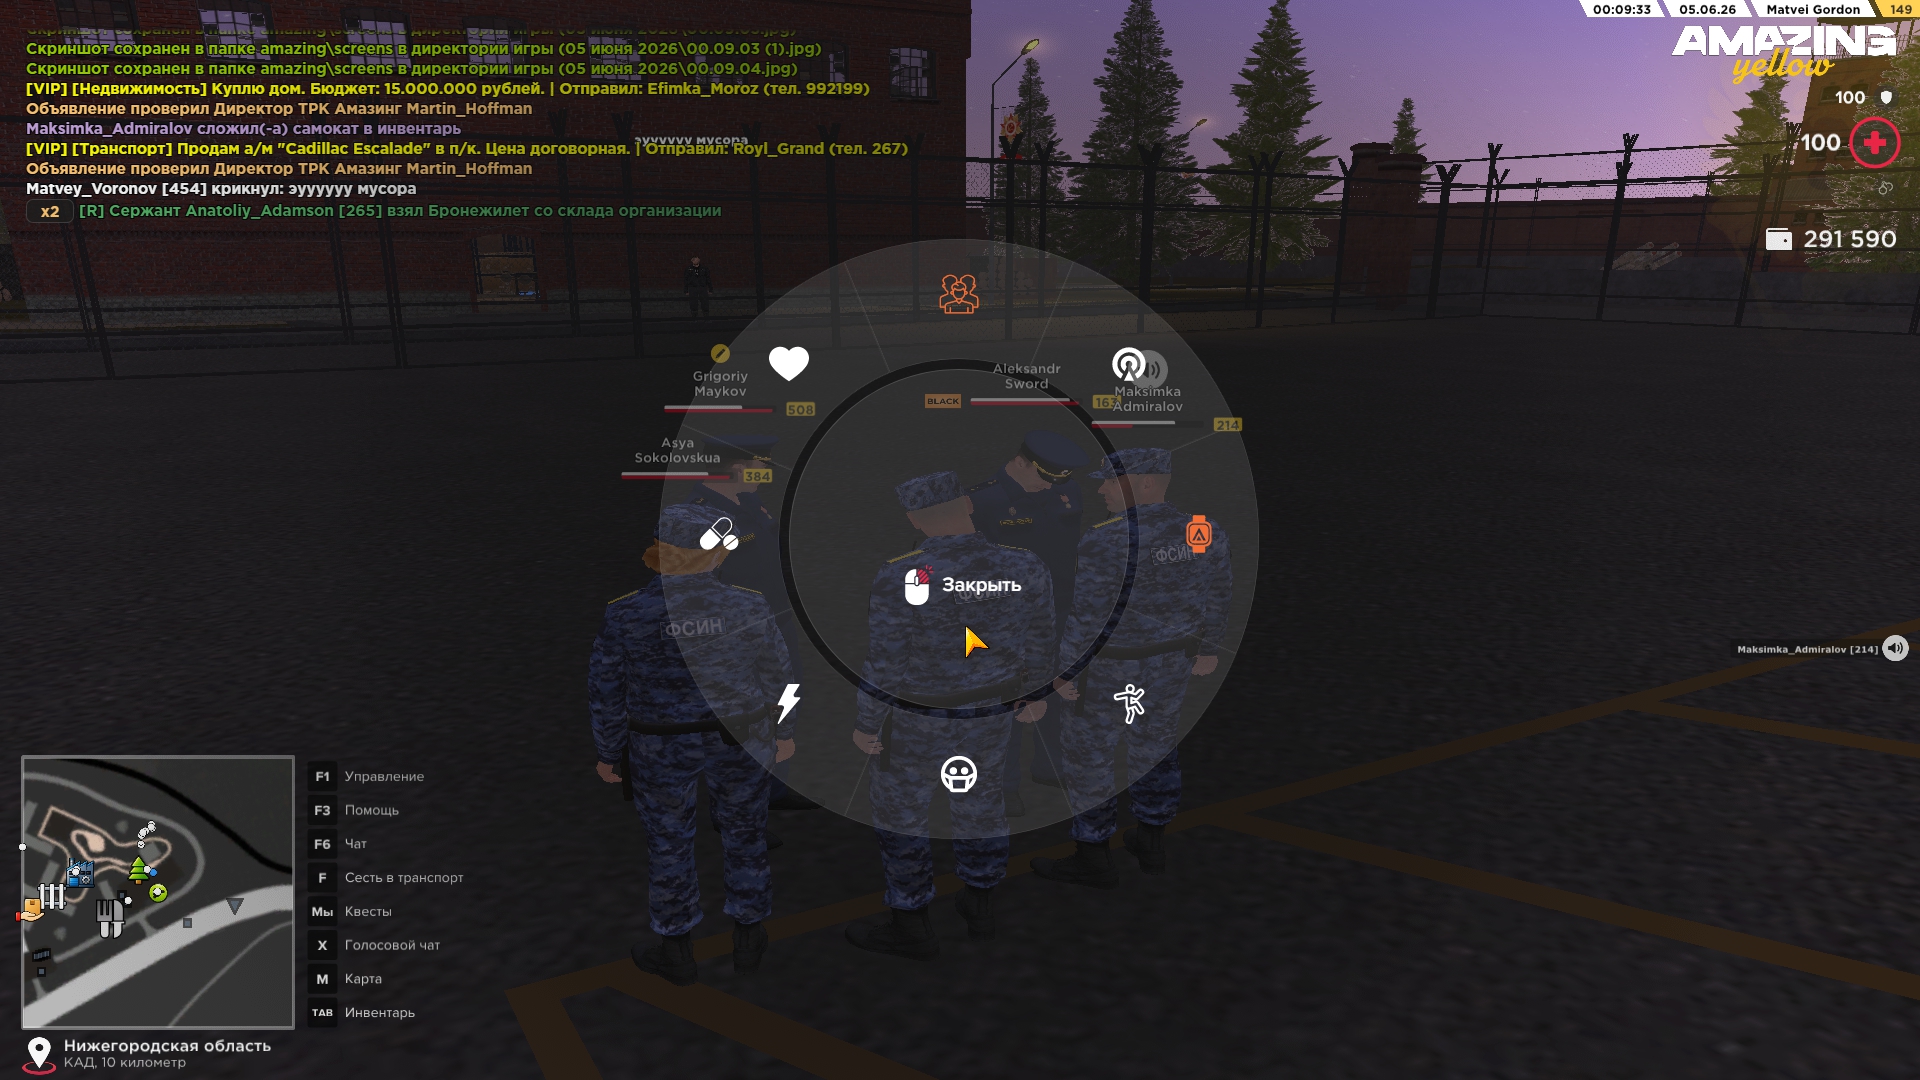 00:09:33 05.06.26 Matvei Gordon 149
AMAZING
yellow
Скриншот сохранен в папке amazing\screens в директории игры (05 июня 2026\00.09.03 (1).jpg)
Скриншот сохранен в папке amazing\screens в директории игры (05 июня 2026\00.09.04.jpg)
[VIP] [Недвижимость] Куплю дом. Бюджет: 15.000.000 рублей. | Отправил: Efimka_Moroz (тел. 992199)
Объявление проверил Директор ТРК Амазинг Martin_Hoffman
Maksimka_Admiralov сложил(-а) самокат в инвентарь
эуууууу мусора
[VIP] [Транспорт] Продам а/м "Cadillac Escalade" в п/к. Цена договорная. | Отправил: Royl_Grand (тел. 267)
Объявление проверил Директор ТРК Амазинг Martin_Hoffman
Matvey_Voronov [454] крикнул: эуууууу мусора
x2 [R] Сержант Anatoliy_Adamson [265] взял Бронежилет со склада организации
100
100
291 590
Grigoriy
Maykov
508
Asya
Sokolovskua
384
Aleksandr
Sword
BLACK
163
Maksimka
Admiralov
214
ФСИН
ФСИН
Закрыть
Maksimka_Admiralov [214]
F1 Управление
F3 Помощь
F6 Чат
F Сесть в транспорт
Мы Квесты
X Голосовой чат
M Карта
TAB Инвентарь
Нижегородская область
КАД, 10 километр